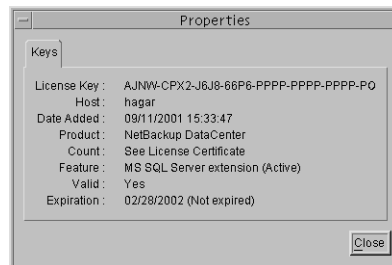 Properties
Keys
License Key : AJNW-CPX2-J6J8-66P6-PPPP-PPPP-PPPP-PO
Host : hagar
Date Added : 09/11/2001 15:33:47
Product : NetBackup DataCenter
Count : See License Certificate
Feature : MS SQL Server extension (Active)
Valid : Yes
Expiration : 02/28/2002 (Not expired)
Close